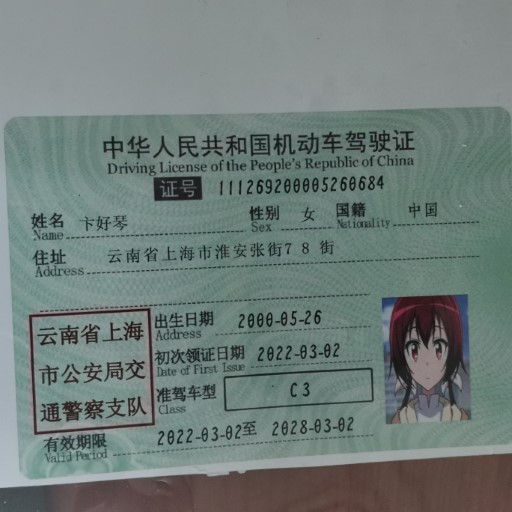 中华人民共和国机动车驾驶证
Driving License of the People's Republic of China
证号 111269200005260684
姓名 卞好琴 性别 女 国籍 中国
Name Sex Nationality
住址 云南省上海市淮安张街7 8 街
Address
云南省上海
市公安局交
通警察支队
出生日期 2000-05-26
Address
初次领证日期 2022-03-02
Date of First Issue
准驾车型 C3
Class
有效期限 2022-03-02至 2028-03-02
Valid Period